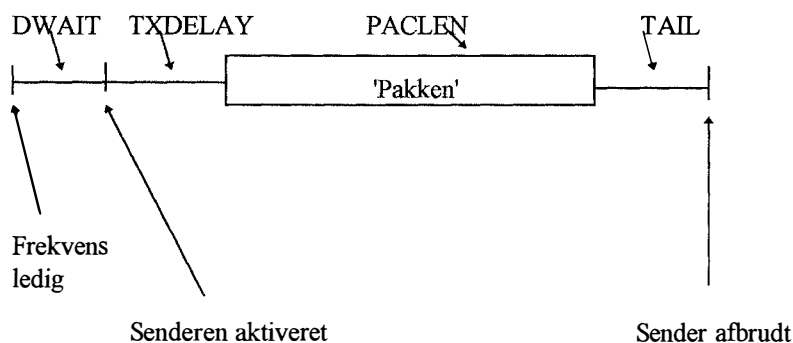 DWAIT TXDELAY PACLEN TAIL
'Pakken'
Frekvens
ledig
Senderen aktiveret Sender afbrudt